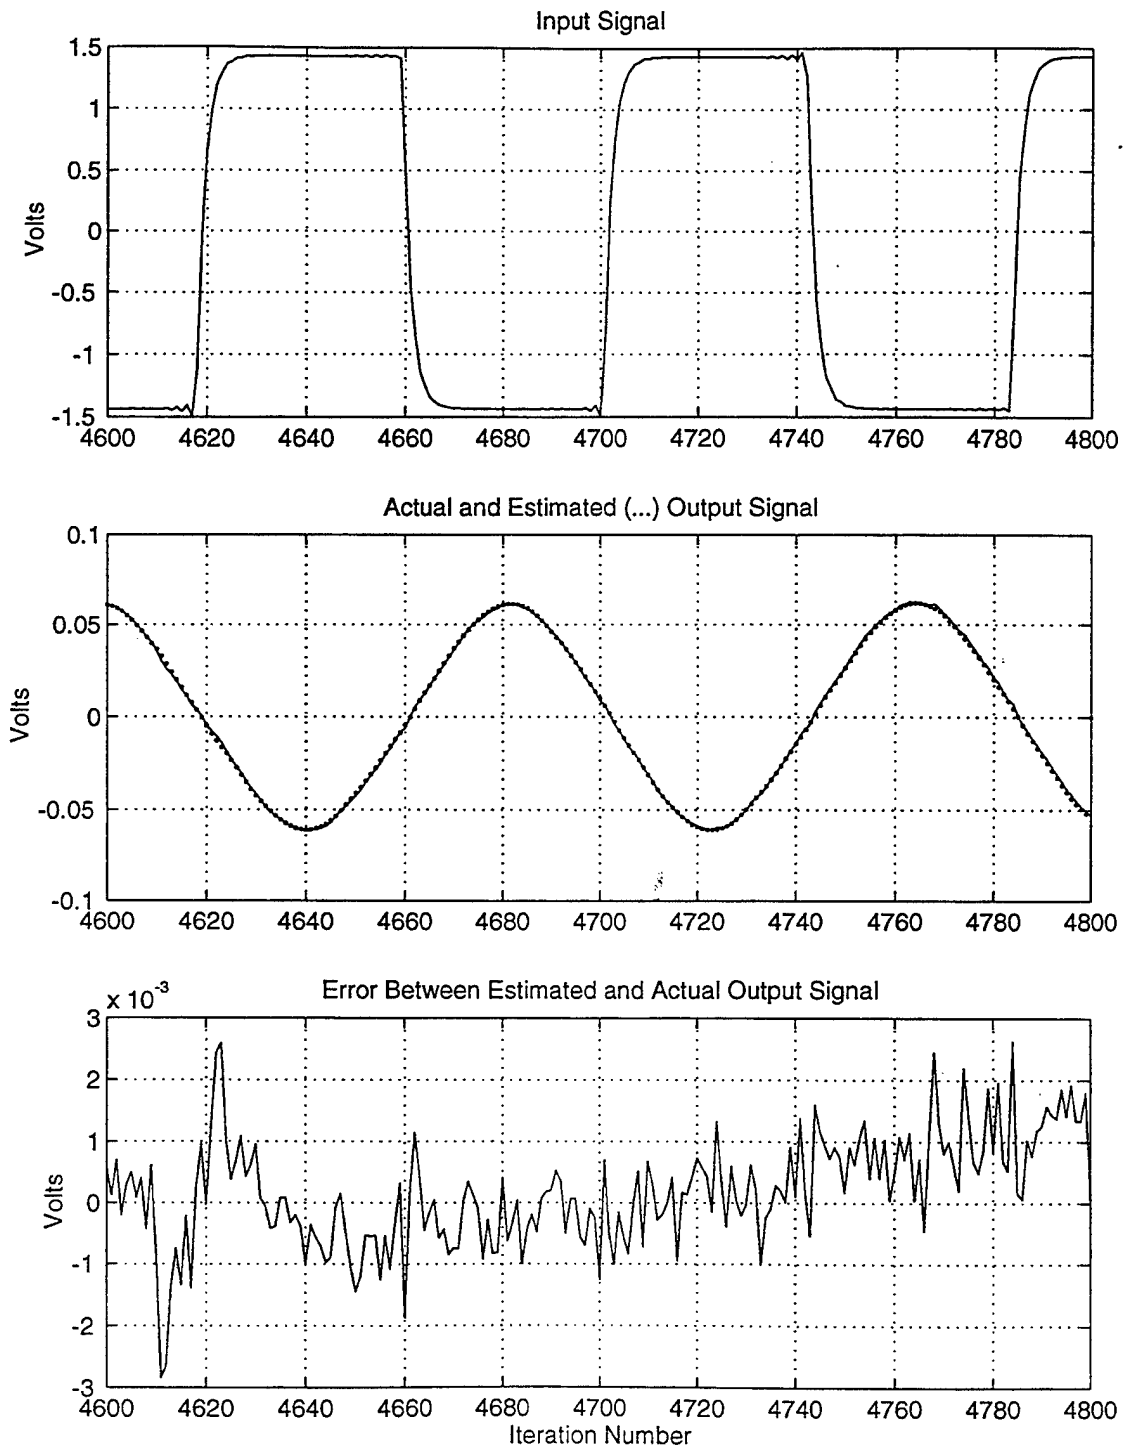 Input Signal
1.5
1
0.5
0
-0.5
-1
-1.5
Volts
4600 4620 4640 4660 4680 4700 4720 4740 4760 4780 4800
Actual and Estimated (...) Output Signal
0.1
0.05
0
-0.05
-0.1
Volts
4600 4620 4640 4660 4680 4700 4720 4740 4760 4780 4800
x 10-3
Error Between Estimated and Actual Output Signal
3
2
1
0
-1
-2
-3
Volts
4600 4620 4640 4660 4680 4700 4720 4740 4760 4780 4800
Iteration Number